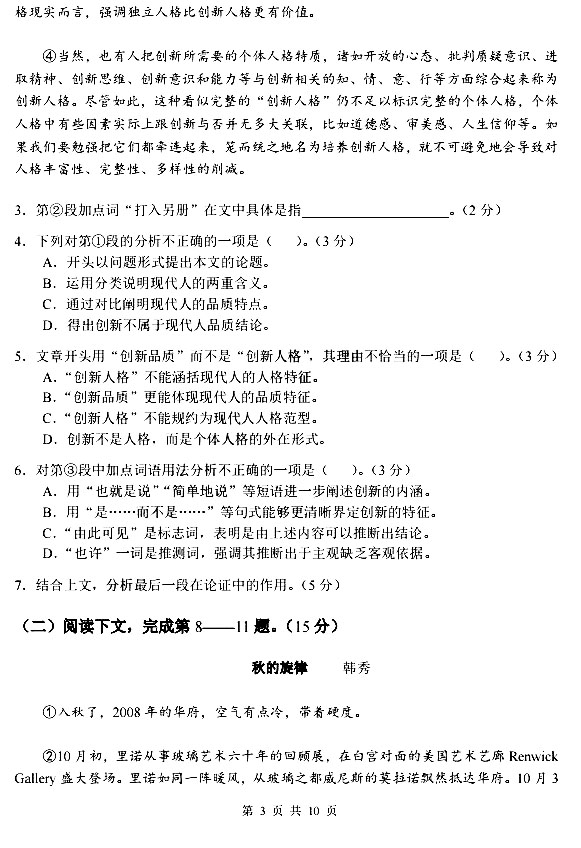 格现实而言，强调独立人格比创新人格更有价值。
④当然，也有人把创新所需要的个体人格特质，诸如开放的心态、批判质疑意识、进
取精神、创新思维、创新意识和能力等与创新相关的知、情、意、行等方面综合起来称为
创新人格。尽管如此，这种看似完整的“创新人格”仍不足以标识完整的个体人格，个体
人格中有些因素实际上跟创新与否并无多大关联，比如道德感、审美感、人生信仰等。如
果我们要勉强把它们都牵连起来，笼而统之地名为培养创新人格，就不可避免地会导致对
人格丰富性、完整性、多样性的削减。
3．第②段加点词“打入另册”在文中具体是指____________________。（2 分）
4．下列对第①段的分析不正确的一项是（　　）。（3 分）
A．开头以问题形式提出本文的论题。
B．运用分类说明现代人的两重含义。
C．通过对比阐明现代人的品质特点。
D．得出创新不属于现代人品质结论。
5．文章开头用“创新品质”而不是“创新人格”，其理由不恰当的一项是（　　）。（3 分）
A．“创新人格”不能涵括现代人的人格特征。
B．“创新品质”更能体现现代人的品质特征。
C．“创新人格”不能规约为现代人人格范型。
D．创新不是人格，而是个体人格的外在形式。
6．对第③段中加点词语用法分析不正确的一项是（　　）。（3 分）
A．用“也就是说”“简单地说”等短语进一步阐述创新的内涵。
B．用“是……而不是……”等句式能够更清晰界定创新的特征。
C．“由此可见”是标志词，表明是由上述内容可以推断出结论。
D．“也许”一词是推测词，强调其推断出于主观缺乏客观依据。
7．结合上文，分析最后一段在论证中的作用。（5 分）
（二）阅读下文，完成第 8——11 题。（15 分）
秋的旋律　　韩秀
①入秋了，2008 年的华府，空气有点冷，带着硬度。
②10 月初，里诺从事玻璃艺术六十年的回顾展，在白宫对面的美国艺术艺廊 Renwick
Gallery 盛大登场。里诺如同一阵暖风，从玻璃之都威尼斯的莫拉诺飘然抵达华府。10 月 3
第 3 页 共 10 页